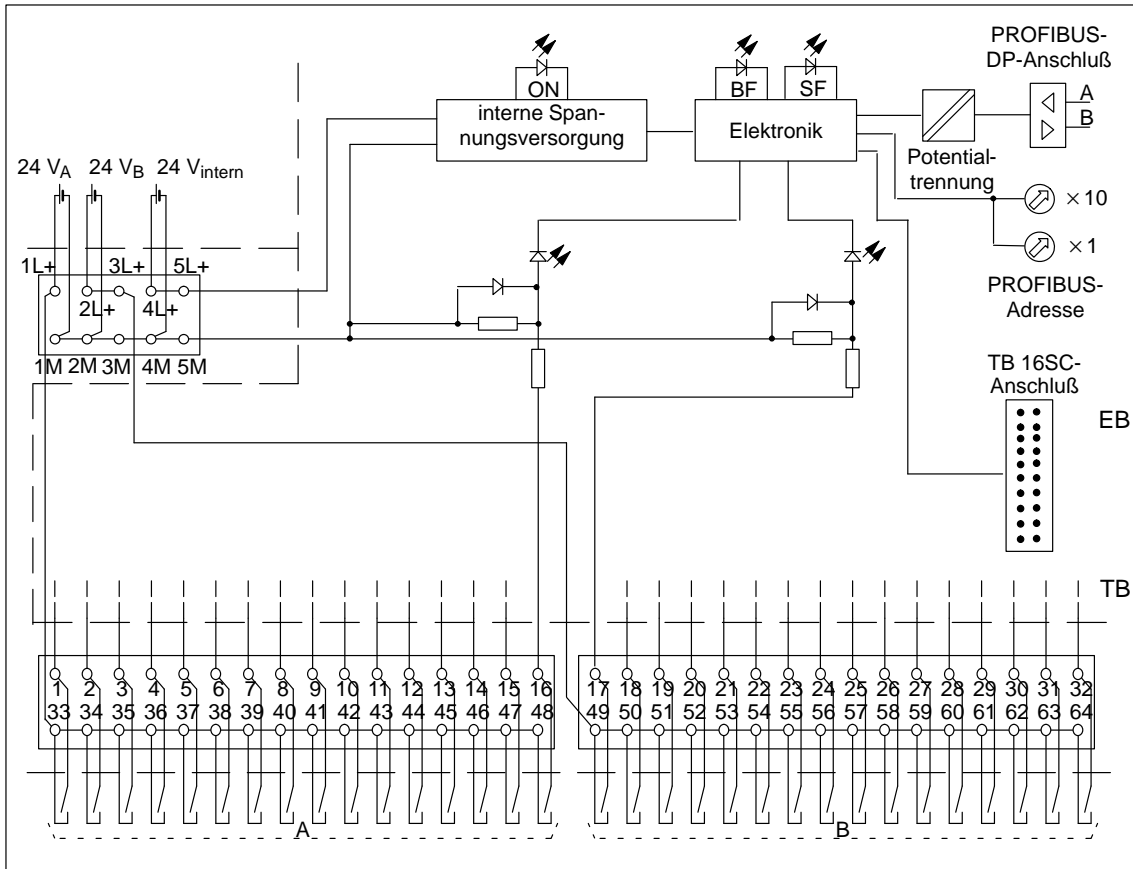 PROFIBUS-
DP-Anschluß
ON
BF
SF
interne Span-
nungsversorgung
Elektronik
A
B
Potential-
trennung
24 VA
24 VB
24 Vintern
× 10
× 1
PROFIBUS-
Adresse
1L+
3L+
5L+
2L+
4L+
1M 2M 3M 4M 5M
TB 16SC-
Anschluß
EB
TB
1 2 3 4 5 6 7 8 9 10 11 12 13 14 15 16
17 18 19 20 21 22 23 24 25 26 27 28 29 30 31 32
33 34 35 36 37 38 39 40 41 42 43 44 45 46 47 48
49 50 51 52 53 54 55 56 57 58 59 60 61 62 63 64
A
B